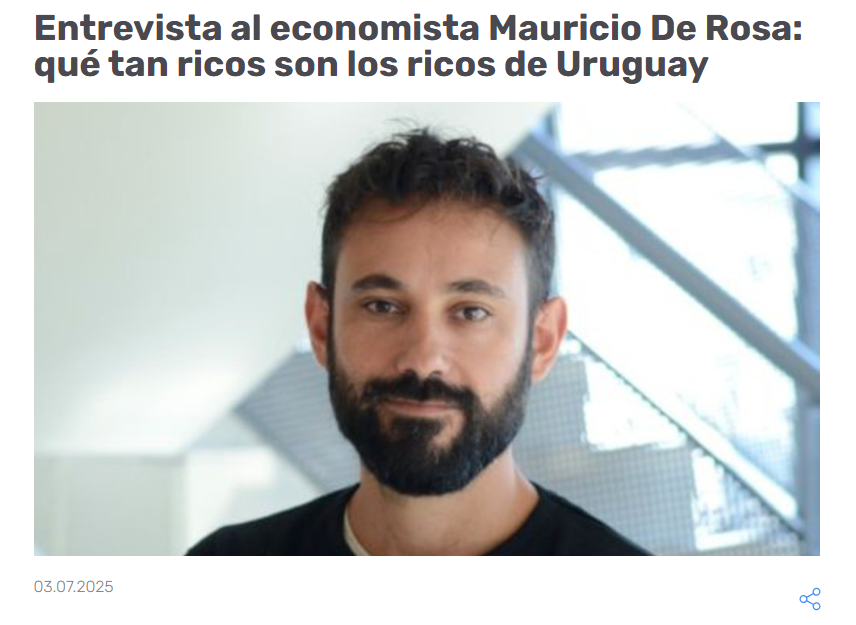 Entrevista al economista Mauricio De Rosa:
qué tan ricos son los ricos de Uruguay
03.07.2025